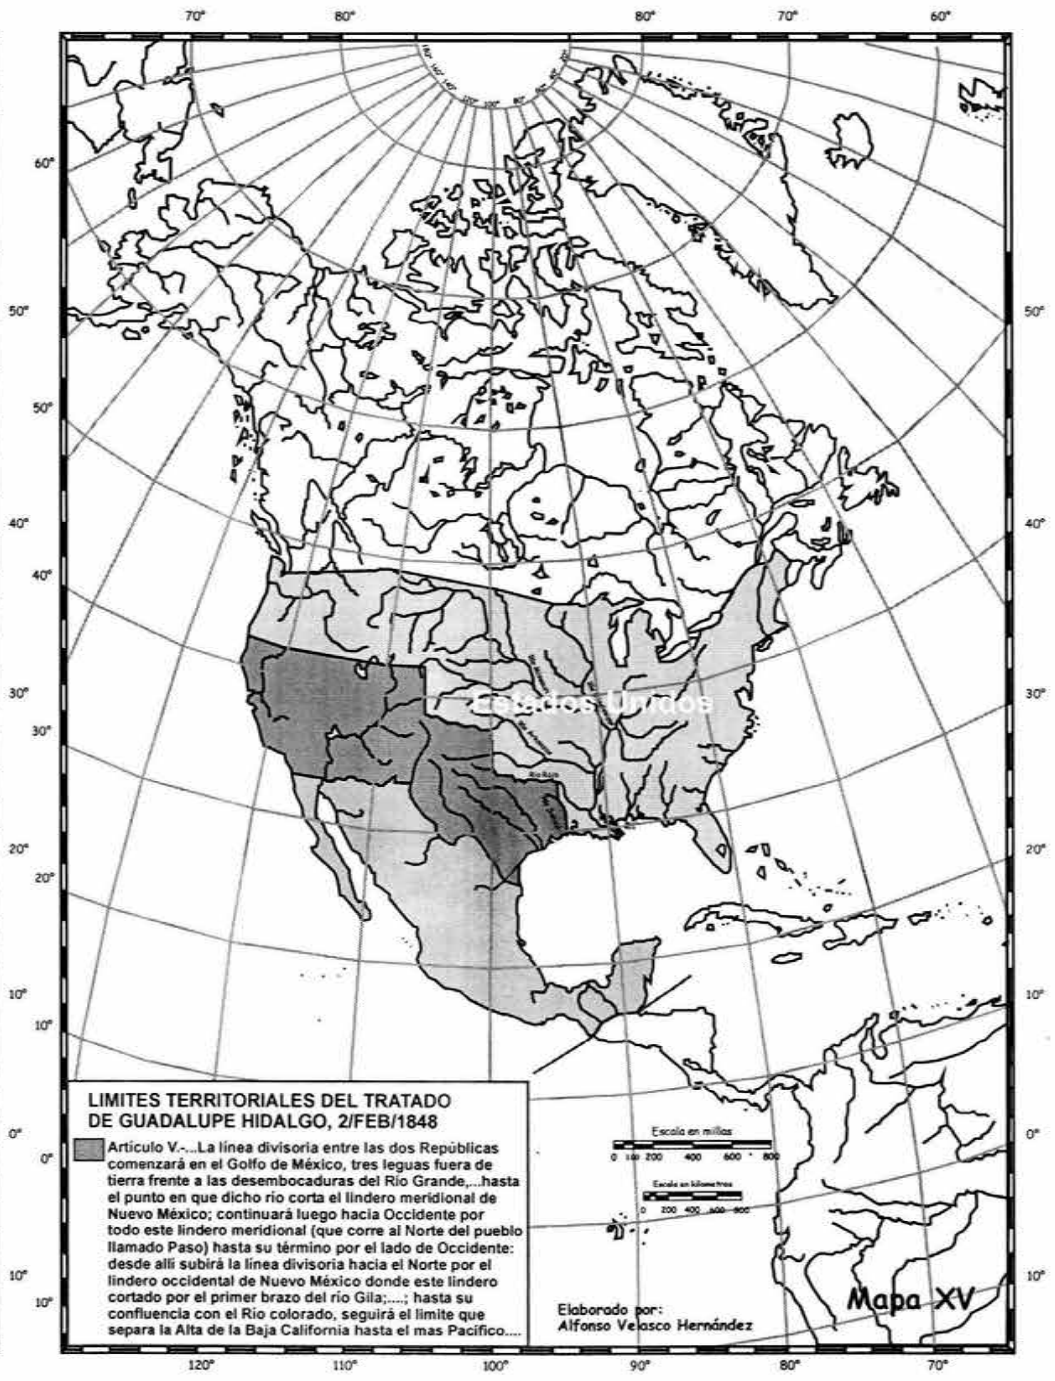 70° 80° 80° 70° 60°
60°
50° 50°
50°
40° 40°
40°
30° 30°
30°
20° 20°
20°
10° 10°
10°
0° 0°
0°
10° 10°
10°
120° 110° 100° 90° 80° 70°
Estados Unidos
Río Rojo
LIMITES TERRITORIALES DEL TRATADO
DE GUADALUPE HIDALGO, 2/FEB/1848
Artículo V.-...La línea divisoria entre las dos Repúblicas
comenzará en el Golfo de México, tres leguas fuera de
tierra frente a las desembocaduras del Río Grande,...hasta
el punto en que dicho río corta el lindero meridional de
Nuevo México; continuará luego hacia Occidente por
todo este lindero meridional (que corre al Norte del pueblo
llamado Paso) hasta su término por el lado de Occidente:
desde allí subirá la línea divisoria hacia el Norte por el
lindero occidental de Nuevo México donde este lindero
cortado por el primer brazo del río Gila;....; hasta su
confluencia con el Río colorado, seguirá el límite que
separa la Alta de la Baja California hasta el mas Pacífico....
Escala en millas
0 100 200 400 600 800
Escala en kilometros
0 200 400 600 800
Elaborado por:
Alfonso Velasco Hernández
Mapa XV